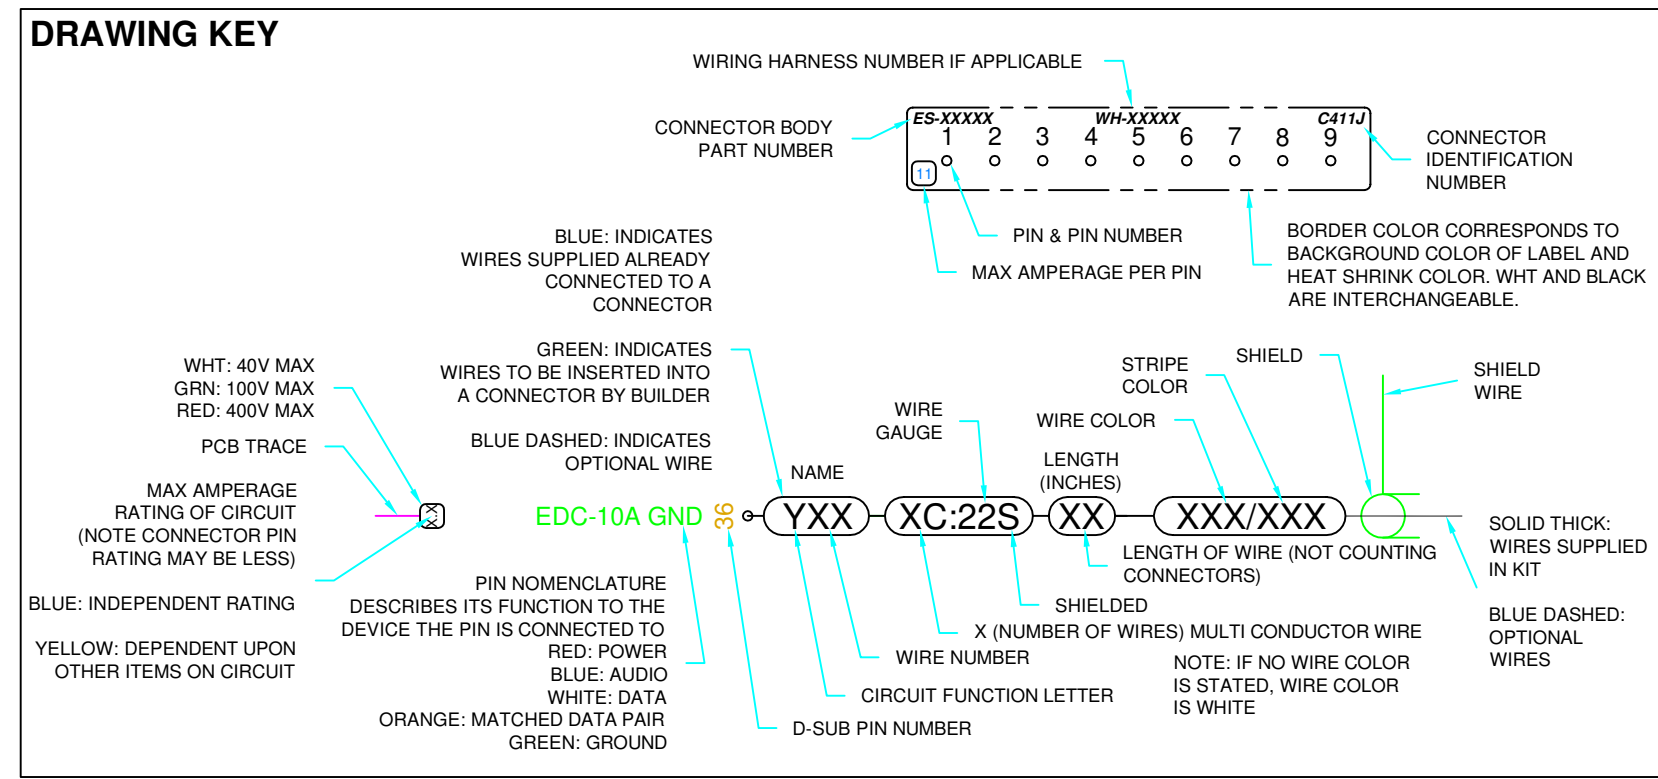 DRAWING KEY
WIRING HARNESS NUMBER IF APPLICABLE
CONNECTOR BODY
PART NUMBER
ES-XXXXX
WH-XXXXX
C411J
1 2 3 4 5 6 7 8 9
11
CONNECTOR
IDENTIFICATION
NUMBER
PIN & PIN NUMBER
MAX AMPERAGE PER PIN
BORDER COLOR CORRESPONDS TO
BACKGROUND COLOR OF LABEL AND
HEAT SHRINK COLOR. WHT AND BLACK
ARE INTERCHANGEABLE.
BLUE: INDICATES
WIRES SUPPLIED ALREADY
CONNECTED TO A
CONNECTOR
GREEN: INDICATES
WIRES TO BE INSERTED INTO
A CONNECTOR BY BUILDER
BLUE DASHED: INDICATES
OPTIONAL WIRE
WHT: 40V MAX
GRN: 100V MAX
RED: 400V MAX
PCB TRACE
MAX AMPERAGE
RATING OF CIRCUIT
(NOTE CONNECTOR PIN
RATING MAY BE LESS)
BLUE: INDEPENDENT RATING
YELLOW: DEPENDENT UPON
OTHER ITEMS ON CIRCUIT
XX
EDC-10A GND
36
NAME
YXX
WIRE
GAUGE
XC:22S
LENGTH
(INCHES)
XX
WIRE COLOR
STRIPE
COLOR
XXX/XXX
SHIELD
SHIELD
WIRE
LENGTH OF WIRE (NOT COUNTING
CONNECTORS)
SHIELDED
X (NUMBER OF WIRES) MULTI CONDUCTOR WIRE
WIRE NUMBER
CIRCUIT FUNCTION LETTER
D-SUB PIN NUMBER
PIN NOMENCLATURE
DESCRIBES ITS FUNCTION TO THE
DEVICE THE PIN IS CONNECTED TO
RED: POWER
BLUE: AUDIO
WHITE: DATA
ORANGE: MATCHED DATA PAIR
GREEN: GROUND
NOTE: IF NO WIRE COLOR
IS STATED, WIRE COLOR
IS WHITE
SOLID THICK:
WIRES SUPPLIED
IN KIT
BLUE DASHED:
OPTIONAL
WIRES